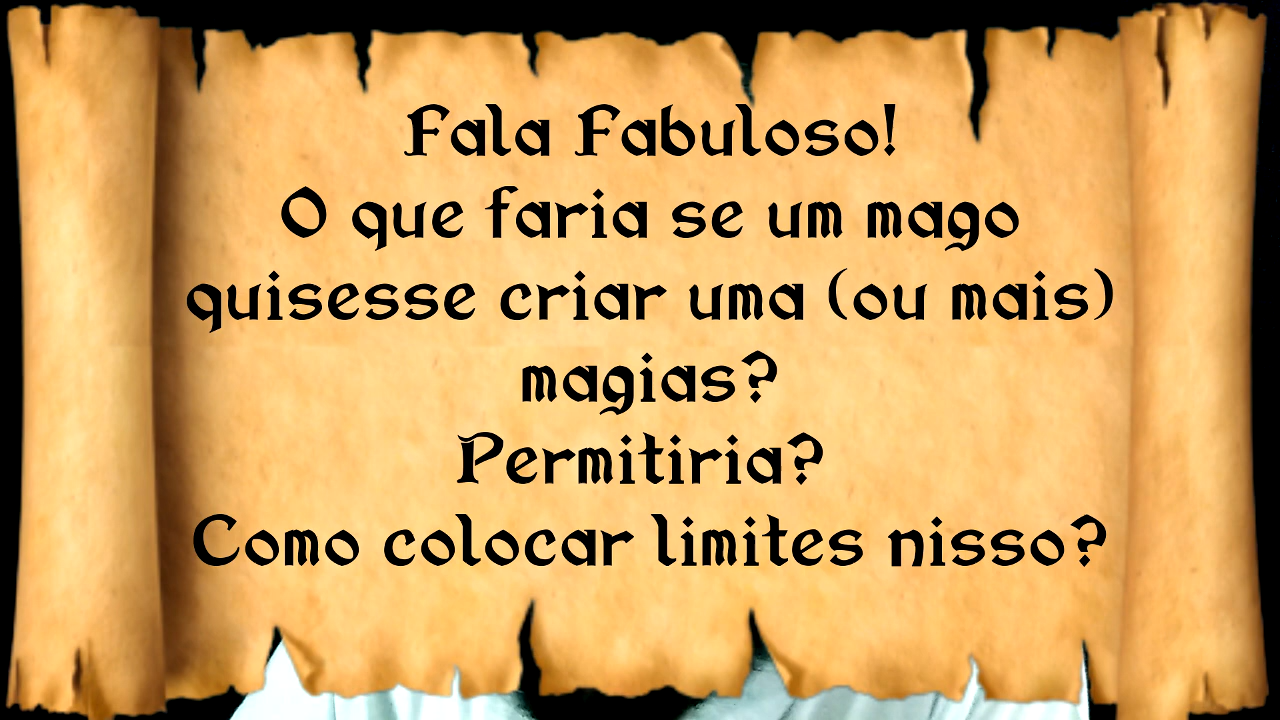 Fala Fabuloso!
O que faria se um mago
quisesse criar uma (ou mais)
magias?
Permitiria?
Como colocar limites nisso?